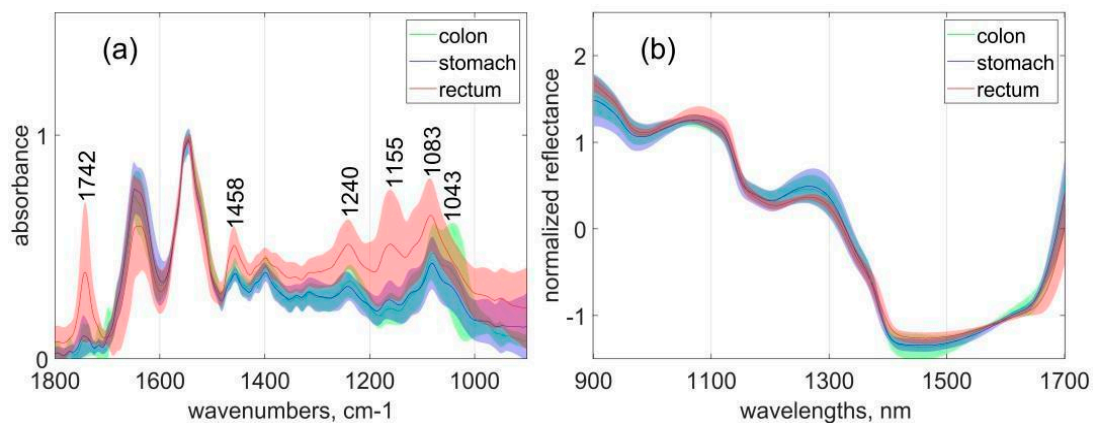 (a)
colon
stomach
rectum
1742
1458
1240
1155
1083
1043
absorbance
1
0
1800
1600
1400
1200
1000
wavenumbers, cm-1
(b)
colon
stomach
rectum
normalized reflectance
2
1
0
-1
900
1100
1300
1500
1700
wavelengths, nm